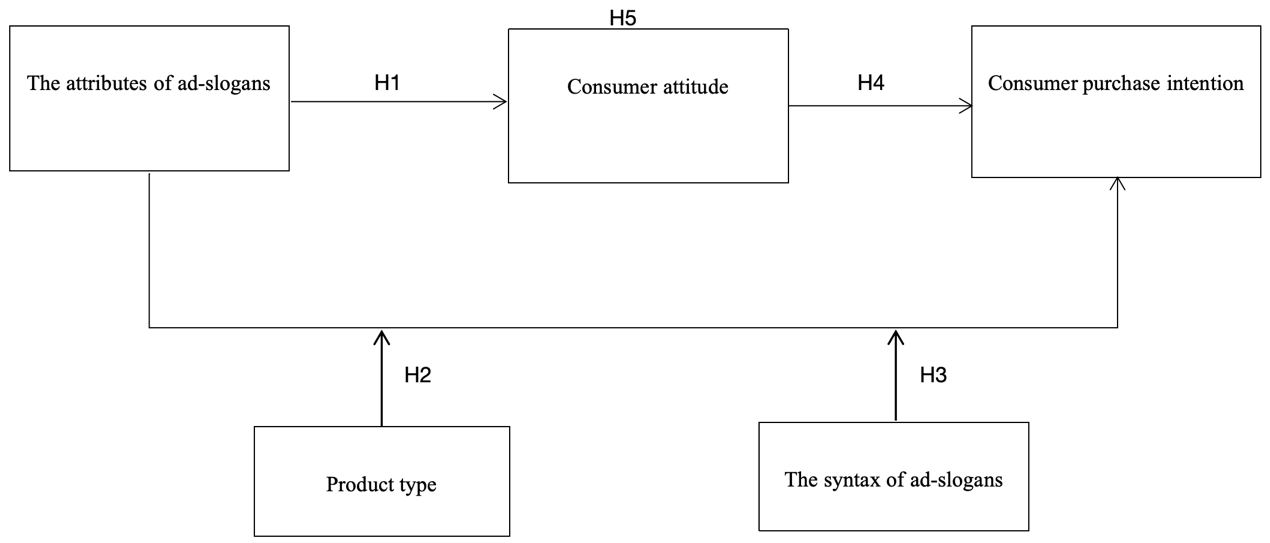 H5
The attributes of ad-slogans
H1
Consumer attitude
H4
Consumer purchase intention
H2
H3
Product type
The syntax of ad-slogans